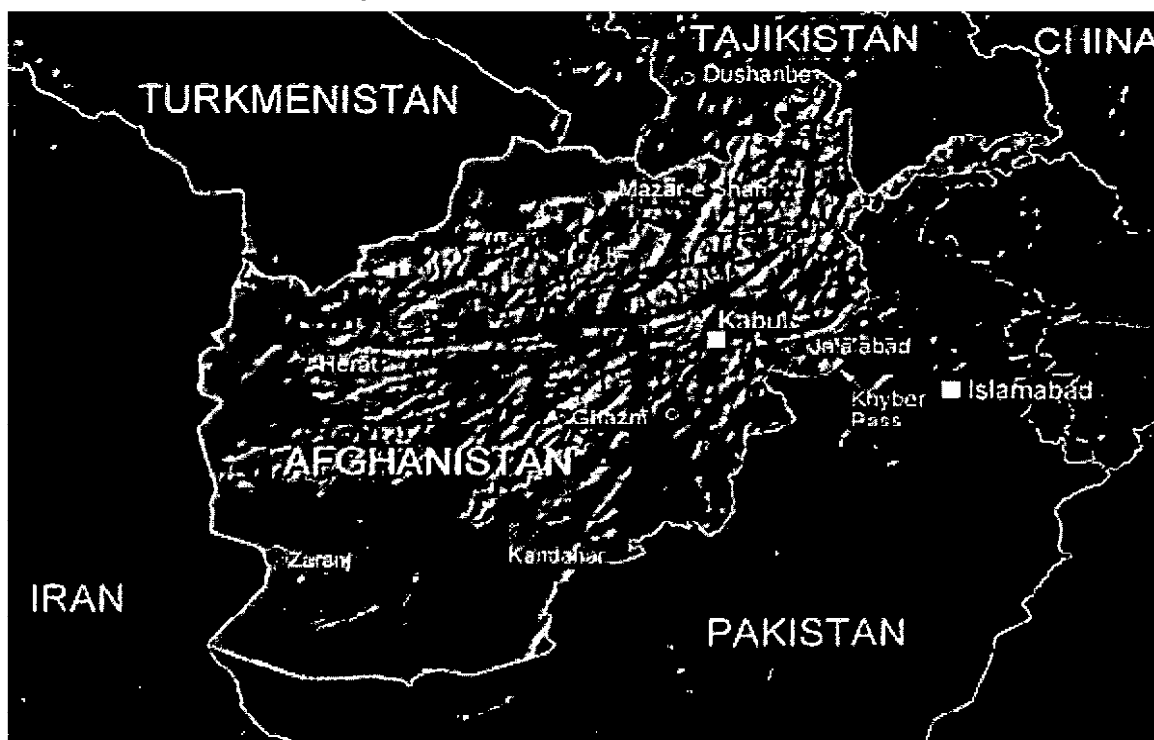 TAJIKISTAN
CHINA
Dushanbe
TURKMENISTAN
Mazar-e Sharif
Kabul
Jalalabad
Herat
Khyber
Pass
Islamabad
Ghazni
AFGHANISTAN
Zaranj
Kandahar
IRAN
PAKISTAN